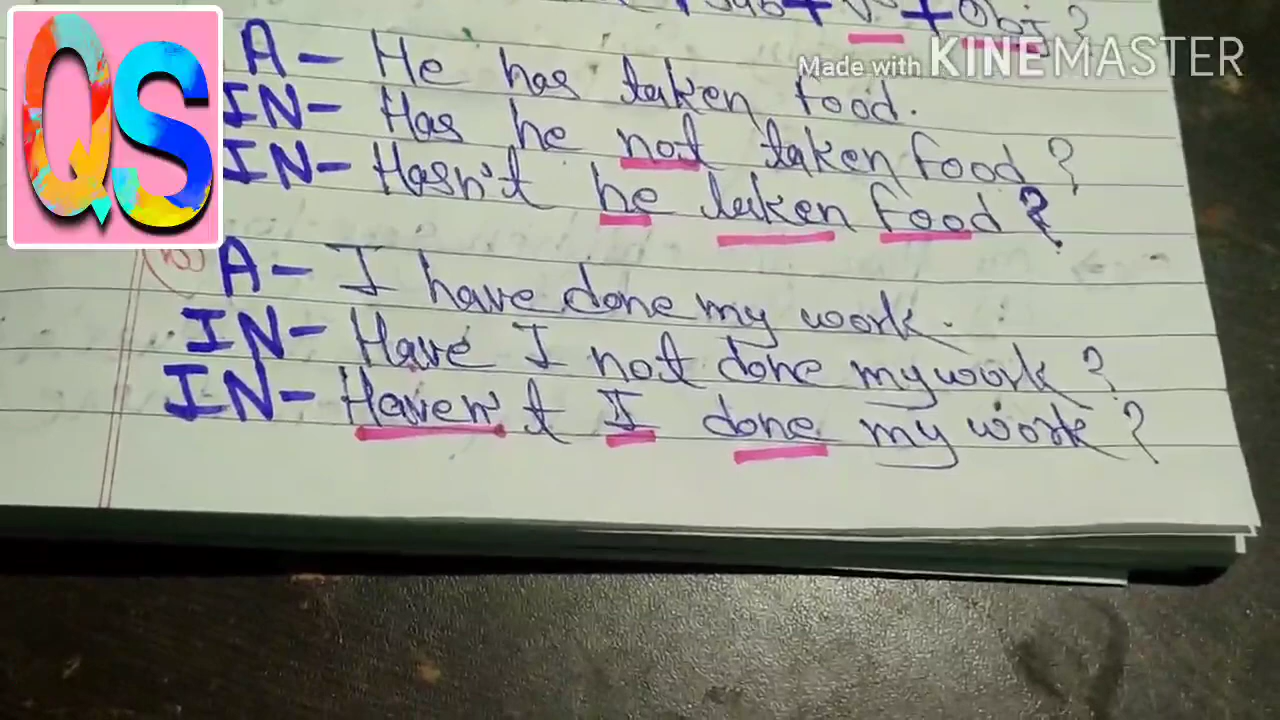 + Obj?
Made with KINEMASTER
QS
A- He has taken food.
IN- Has he not taken food?
IN- Hasn't he taken food?
A- I have done my work.
IN- Have I not done my work?
IN- Haven't I done my work?